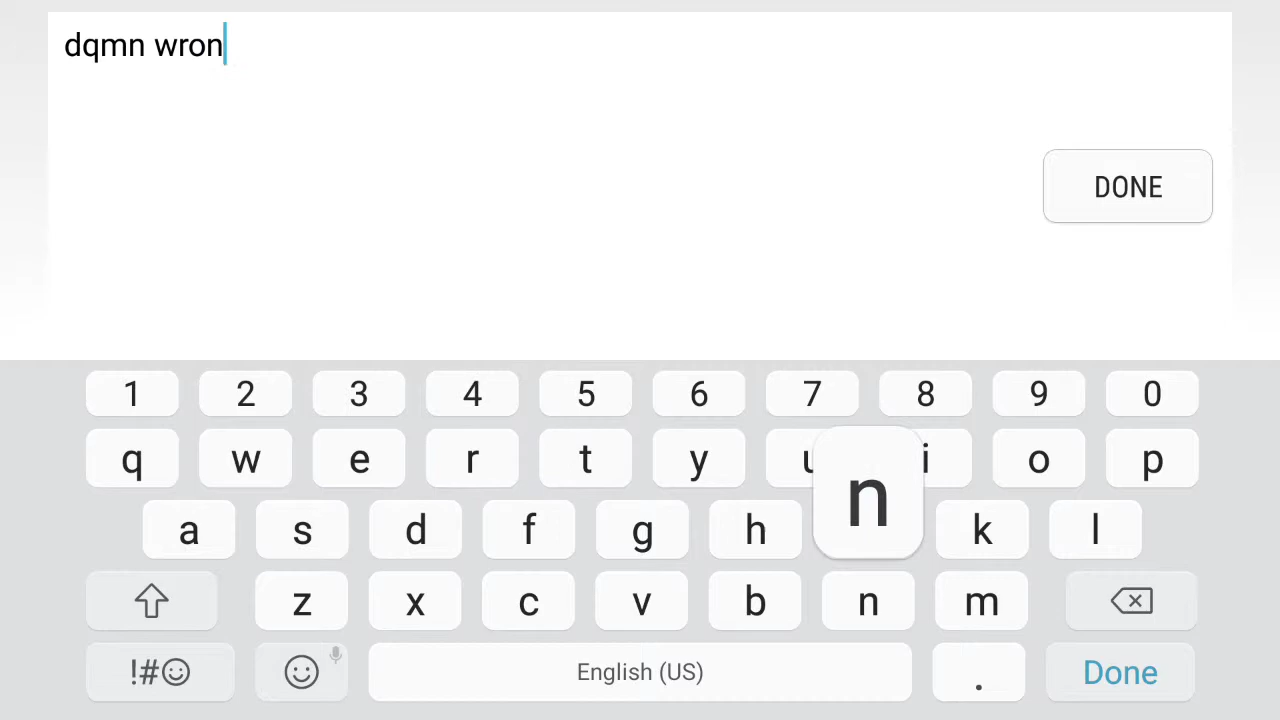 dqmn wron
DONE
1 2 3 4 5 6 7 8 9 0
q w e r t y u i o p
n
a s d f g h k l
z x c v b n m
!#☺ English (US) . Done